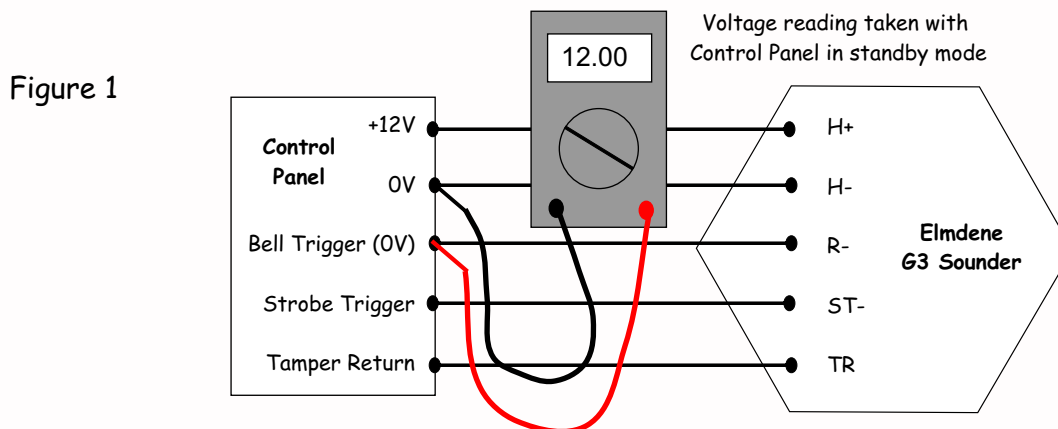 Figure 1
Voltage reading taken with
Control Panel in standby mode
12.00
Control
Panel
+12V
0V
Bell Trigger (0V)
Strobe Trigger
Tamper Return
H+
H-
R-
ST-
TR
Elmdene
G3 Sounder